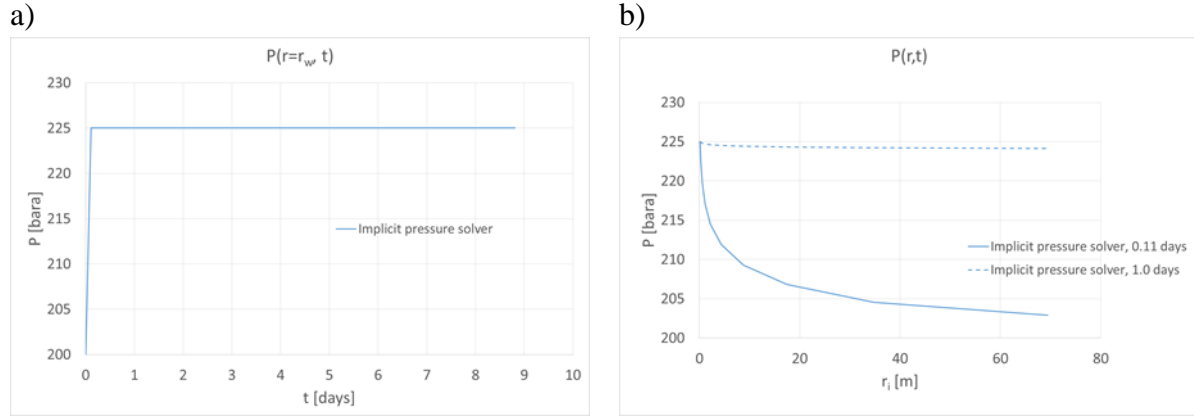 a)
P(r=rw, t)
230
225
220
215
210
205
200
P [bara]
0 1 2 3 4 5 6 7 8 9 10
t [days]
Implicit pressure solver
b)
P(r,t)
230
225
220
215
210
205
200
P [bara]
0 20 40 60 80
ri [m]
Implicit pressure solver, 0.11 days
Implicit pressure solver, 1.0 days